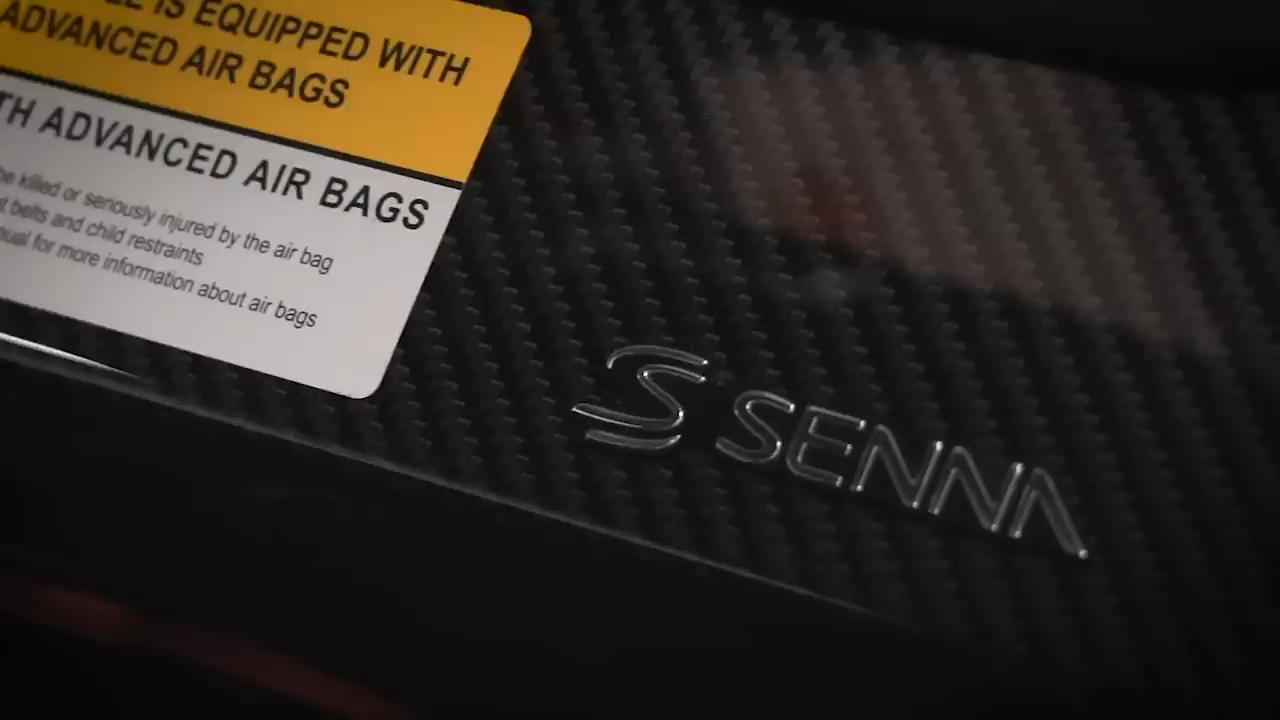 IS EQUIPPED WITH
ADVANCED AIR BAGS
ADVANCED AIR BAGS
killed or seriously injured by the air bag
belts and child restraints
for more information about air bags
S SENNA